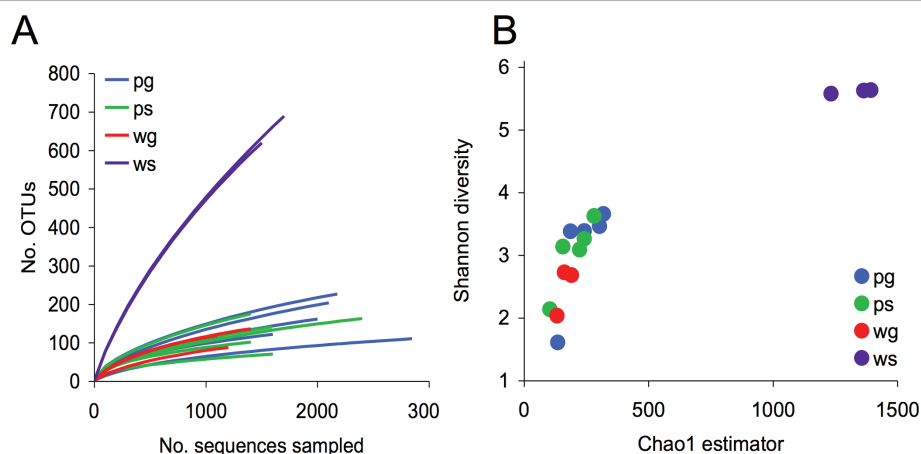 A
No. OTUs
800
700
600
500
400
300
200
100
0
pg
ps
wg
ws
0 1000 2000 300
No. sequences sampled
B
Shannon diversity
6
5
4
3
2
1
pg
ps
wg
ws
0 500 1000 1500
Chao1 estimator